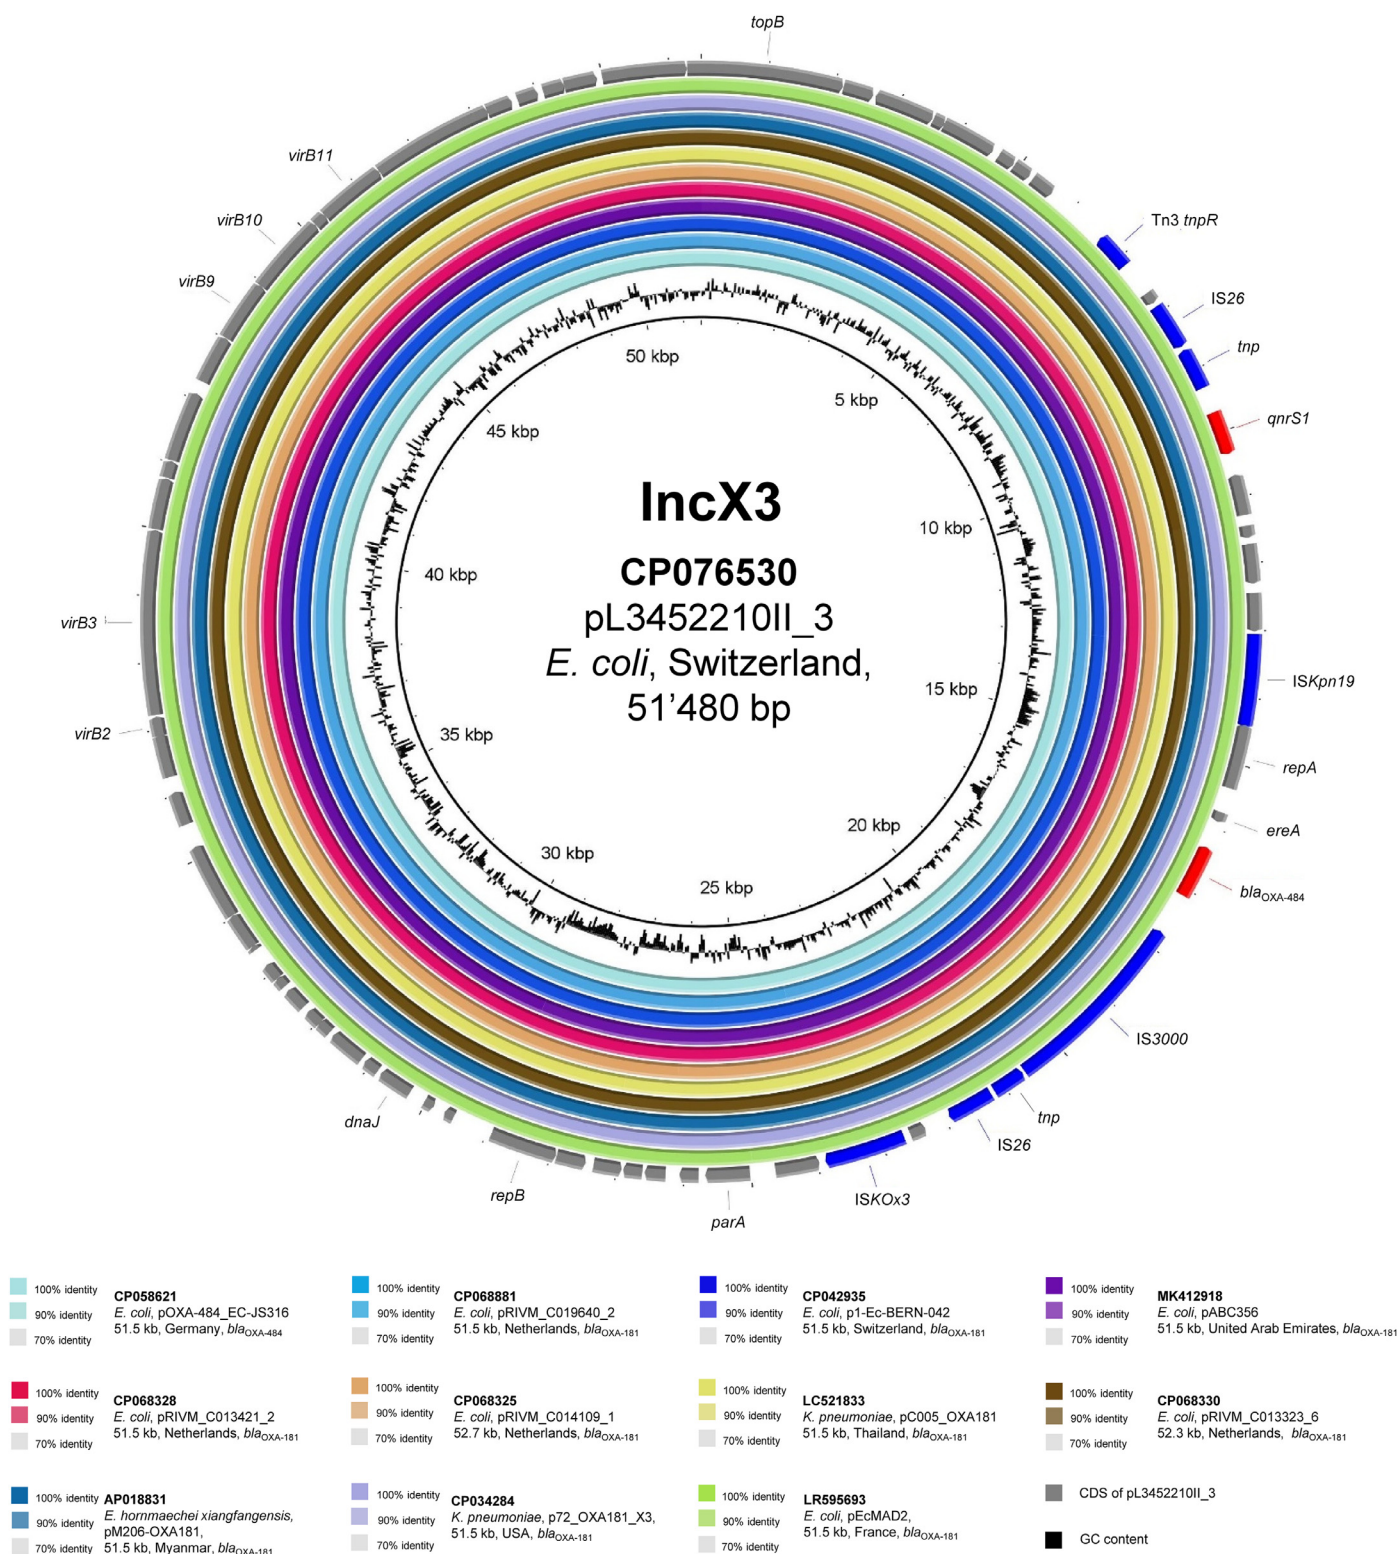 topB
virB11
virB10
virB9
virB3
virB2
dnaJ
repB
parA
ISKOx3
IS26
tnp
IS3000
blaOXA-484
ereA
repA
ISKpn19
qnrS1
tnp
IS26
Tn3 tnpR
50 kbp
5 kbp
45 kbp
10 kbp
40 kbp
15 kbp
35 kbp
20 kbp
30 kbp
25 kbp
IncX3
CP076530
pL3452210II_3
E. coli, Switzerland,
51'480 bp
100% identity
90% identity
70% identity
CP058621
E. coli, pOXA-484_EC-JS316
51.5 kb, Germany, blaOXA-484
100% identity
90% identity
70% identity
CP068881
E. coli, pRIVM_C019640_2
51.5 kb, Netherlands, blaOXA-181
100% identity
90% identity
70% identity
CP042935
E. coli, p1-Ec-BERN-042
51.5 kb, Switzerland, blaOXA-181
100% identity
90% identity
70% identity
MK412918
E. coli, pABC356
51.5 kb, United Arab Emirates, blaOXA-181
100% identity
90% identity
70% identity
CP068328
E. coli, pRIVM_C013421_2
51.5 kb, Netherlands, blaOXA-181
100% identity
90% identity
70% identity
CP068325
E. coli, pRIVM_C014109_1
52.7 kb, Netherlands, blaOXA-181
100% identity
90% identity
70% identity
LC521833
K. pneumoniae, pC005_OXA181
51.5 kb, Thailand, blaOXA-181
100% identity
90% identity
70% identity
CP068330
E. coli, pRIVM_C013323_6
52.3 kb, Netherlands, blaOXA-181
100% identity
90% identity
70% identity
AP018831
E. hormaechei xiangfangensis,
pM206-OXA181,
51.5 kb, Myanmar, blaOXA-181
100% identity
90% identity
70% identity
CP034284
K. pneumoniae, p72_OXA181_X3,
51.5 kb, USA, blaOXA-181
100% identity
90% identity
70% identity
LR595693
E. coli, pEcMAD2,
51.5 kb, France, blaOXA-181
CDS of pL3452210II_3
GC content